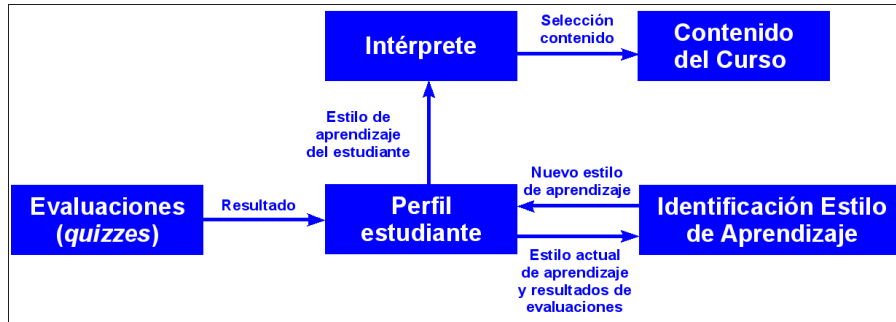 Intérprete
Selección
contenido
Contenido
del Curso
Estilo de
aprendizaje
del estudiante
Evaluaciones
(quizzes)
Resultado
Perfil
estudiante
Nuevo estilo
de aprendizaje
Identificación Estilo
de Aprendizaje
Estilo actual
de aprendizaje
y resultados de
evaluaciones